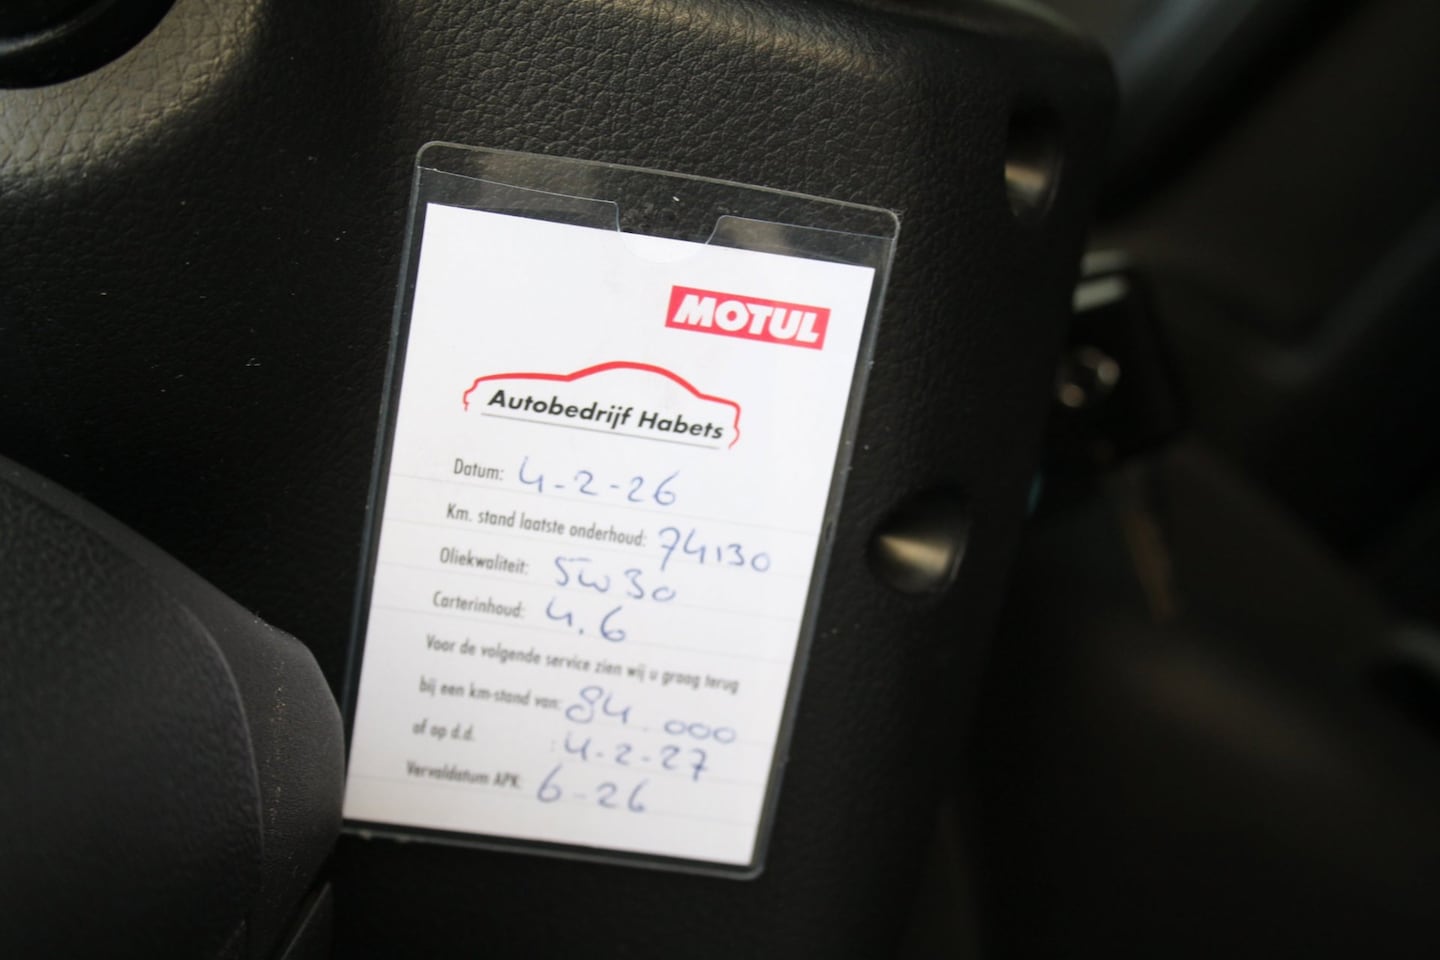 MOTUL
Autobedrijf Habets
Datum: 4-2-26
Km. stand laatste onderhoud: 74130
Oliekwaliteit: 5w30
Carterinhoud: 4.6
Voor de volgende service zien wij u graag terug
bij een km-stand van: 84.000
of op d.d. : 4-2-27
Vervaldatum APK: 6-26